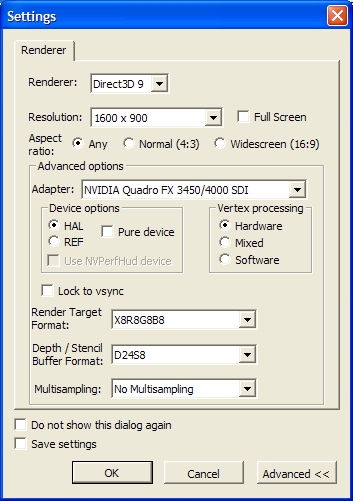 Settings
Renderer
Renderer: Direct3D 9
Resolution: 1600 x 900 Full Screen
Aspect ratio: Any Normal (4:3) Widescreen (16:9)
Advanced options
Adapter: NVIDIA Quadro FX 3450/4000 SDI
Device options Vertex processing
HAL Pure device Hardware
REF Mixed
Use NVPerfHud device Software
Lock to vsync
Render Target
Format: X8R8G8B8
Depth / Stencil
Buffer Format: D24S8
Multisampling: No Multisampling
Do not show this dialog again
Save settings
OK Cancel Advanced <<